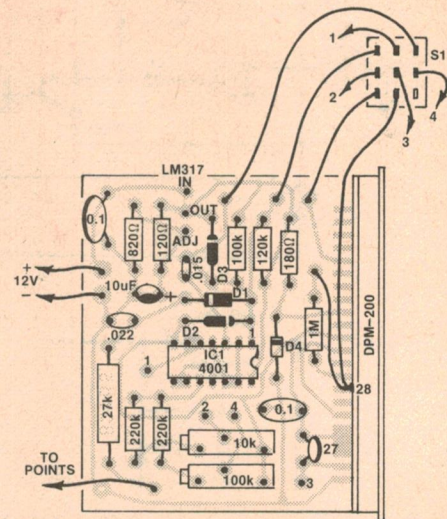 1
S1
2
3
4
LM317
IN
OUT
ADJ
0.1
820Ω
120Ω
.015
D3
100k
120k
180Ω
+
12V
−
10uF
+
D1
D2
1M
DPM-200
.022
1
IC1
4001
D4
1
28
27k
220k
220k
2
4
0.1
10k
27
100k
3
TO
POINTS